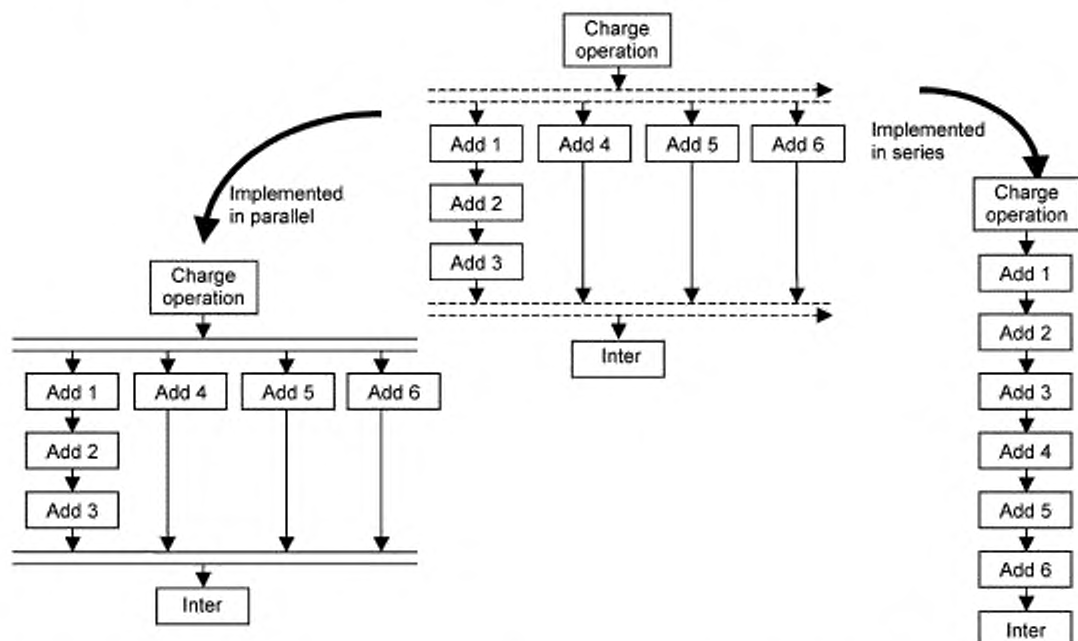 Charge
operation
Add 1
Add 4
Add 5
Add 6
Add 2
Add 3
Inter
Implemented
in parallel
Charge
operation
Add 1
Add 4
Add 5
Add 6
Add 2
Add 3
Inter
Implemented
in series
Charge
operation
Add 1
Add 2
Add 3
Add 4
Add 5
Add 6
Inter